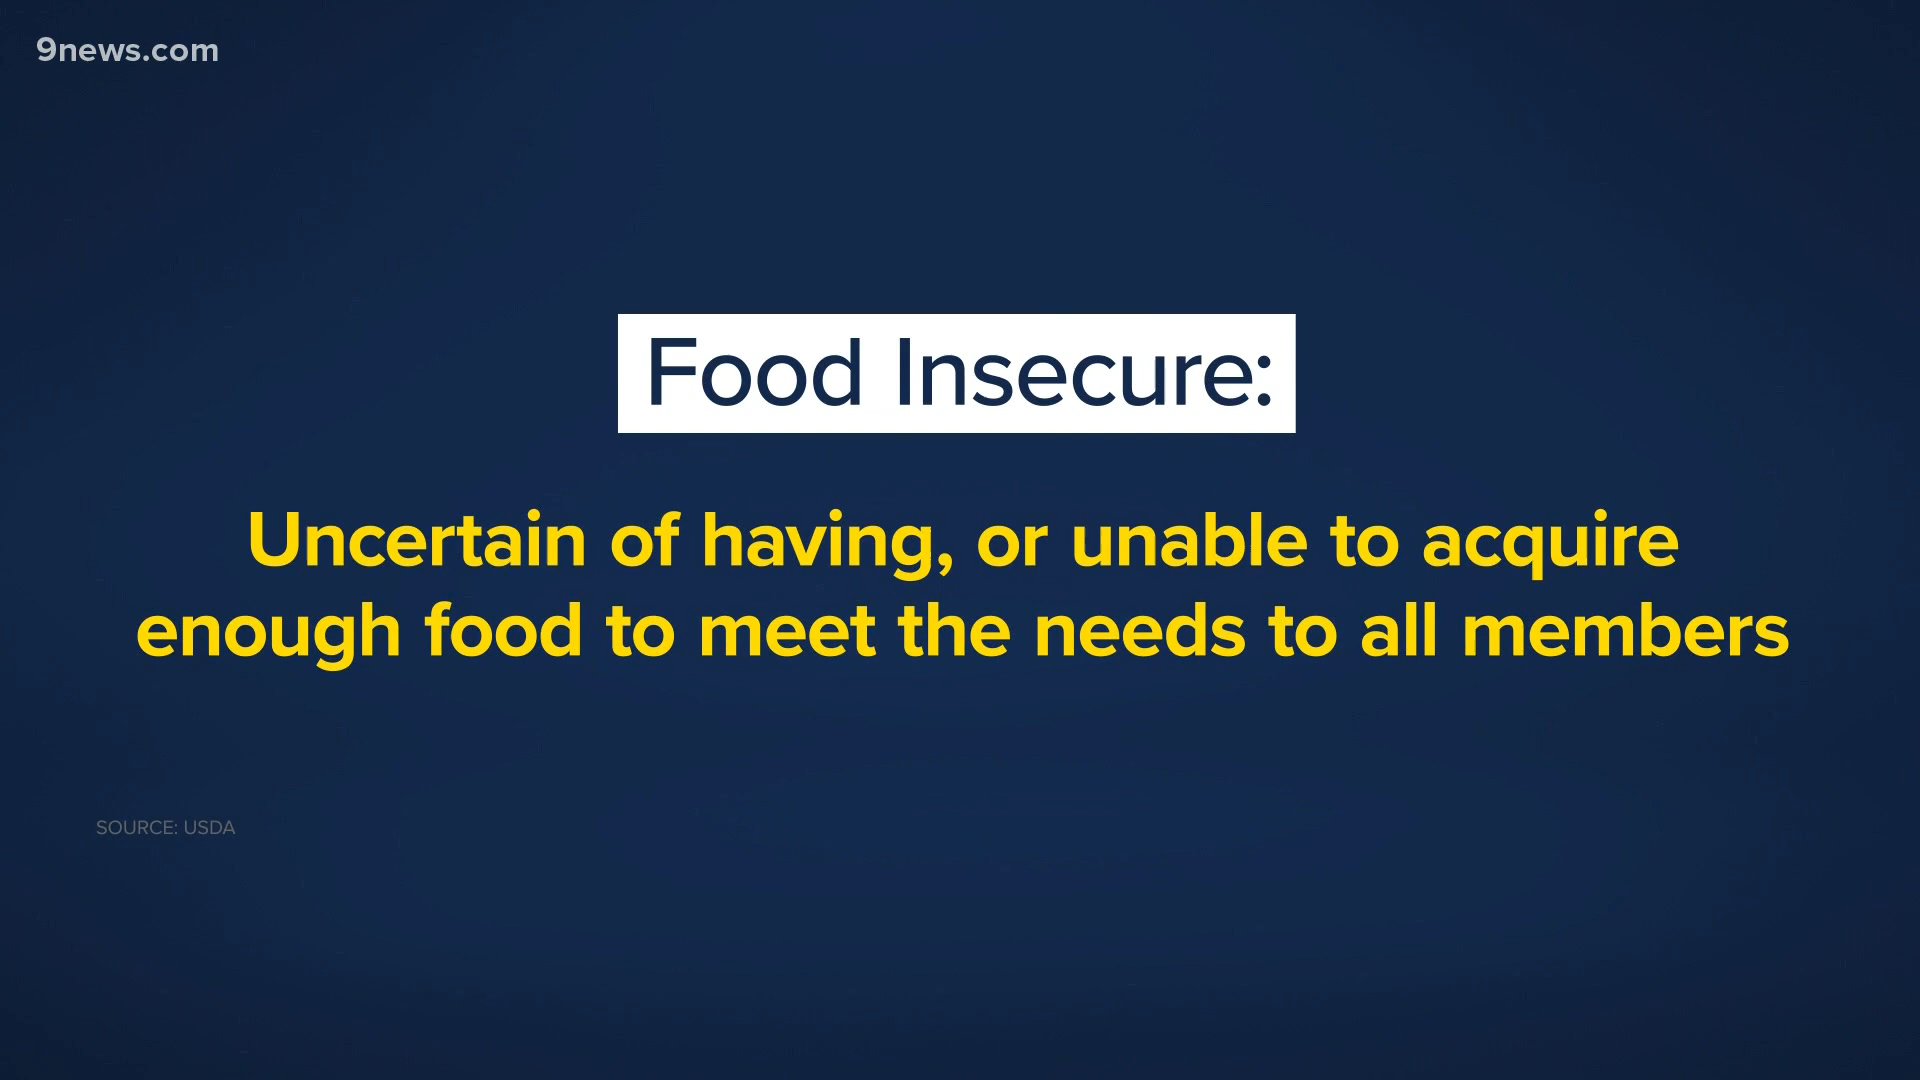 9news.com
Food Insecure:
Uncertain of having, or unable to acquire
enough food to meet the needs to all members
SOURCE: USDA